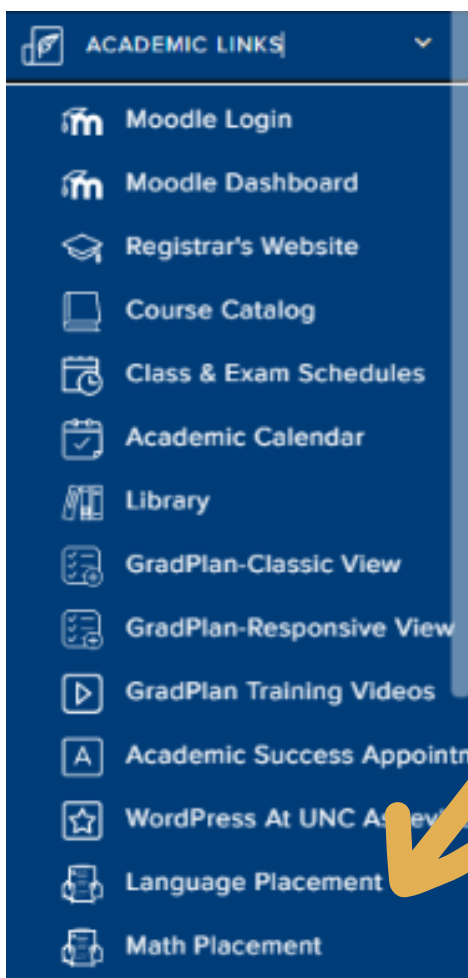 ACADEMIC LINKS
Moodle Login
Moodle Dashboard
Registrar's Website
Course Catalog
Class & Exam Schedules
Academic Calendar
Library
GradPlan-Classic View
GradPlan-Responsive View
GradPlan Training Videos
A Academic Success
WordPress At UNC
Language Placement
Math Placement